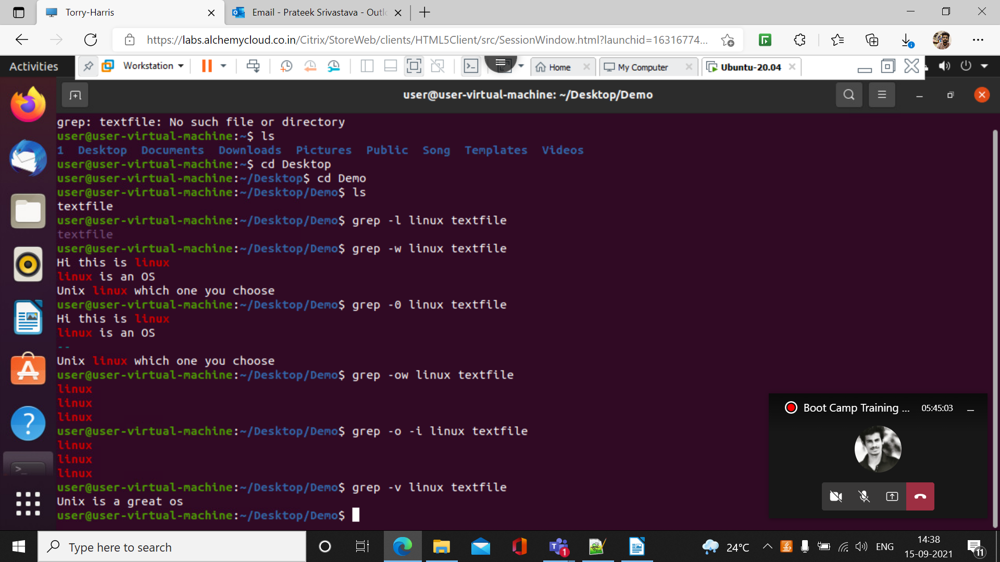 Torry-Harris
Email - Prateek Srivastava - Outlo
https://labs.alchemycloud.co.in/Citrix/StoreWeb/clients/HTML5Client/src/SessionWindow.html?launchid=16316774...
Activities
Workstation
Home
My Computer
Ubuntu-20.04
user@user-virtual-machine: ~/Desktop/Demo
grep: textfile: No such file or directory
user@user-virtual-machine:~$ ls
1  Desktop  Documents  Downloads  Pictures  Public  Song  Templates  Videos
user@user-virtual-machine:~$ cd Desktop
user@user-virtual-machine:~/Desktop$ cd Demo
user@user-virtual-machine:~/Desktop/Demo$ ls
textfile
user@user-virtual-machine:~/Desktop/Demo$ grep -l linux textfile
textfile
user@user-virtual-machine:~/Desktop/Demo$ grep -w linux textfile
Hi this is linux
linux is an OS
Unix linux which one you choose
user@user-virtual-machine:~/Desktop/Demo$ grep -0 linux textfile
Hi this is linux
linux is an OS
--
Unix linux which one you choose
user@user-virtual-machine:~/Desktop/Demo$ grep -ow linux textfile
linux
linux
linux
user@user-virtual-machine:~/Desktop/Demo$ grep -o -i linux textfile
linux
linux
linux
user@user-virtual-machine:~/Desktop/Demo$ grep -v linux textfile
Unix is a great os
user@user-virtual-machine:~/Desktop/Demo$
Boot Camp Training ... 05:45:03
Type here to search
1
24°C
ENG
14:38
15-09-2021
11